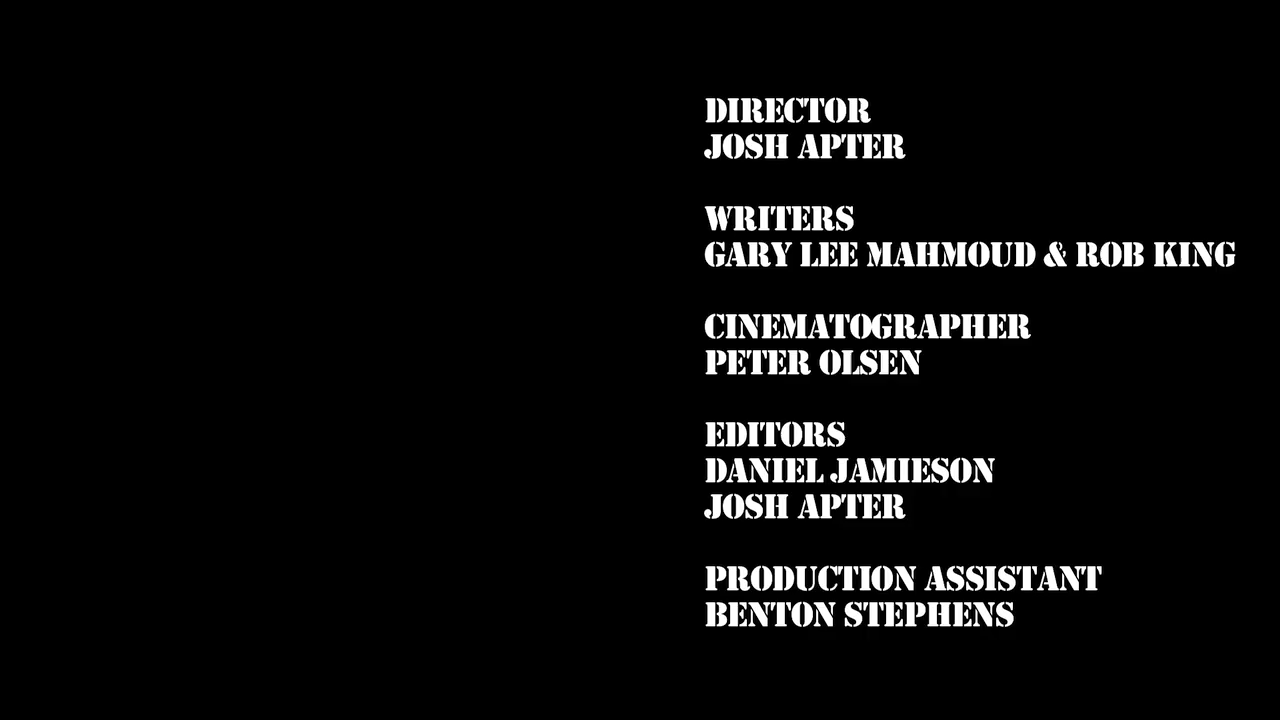 DIRECTOR
JOSH APTER
WRITERS
GARY LEE MAHMOUD & ROB KING
CINEMATOGRAPHER
PETER OLSEN
EDITORS
DANIEL JAMIESON
JOSH APTER
PRODUCTION ASSISTANT
BENTON STEPHENS